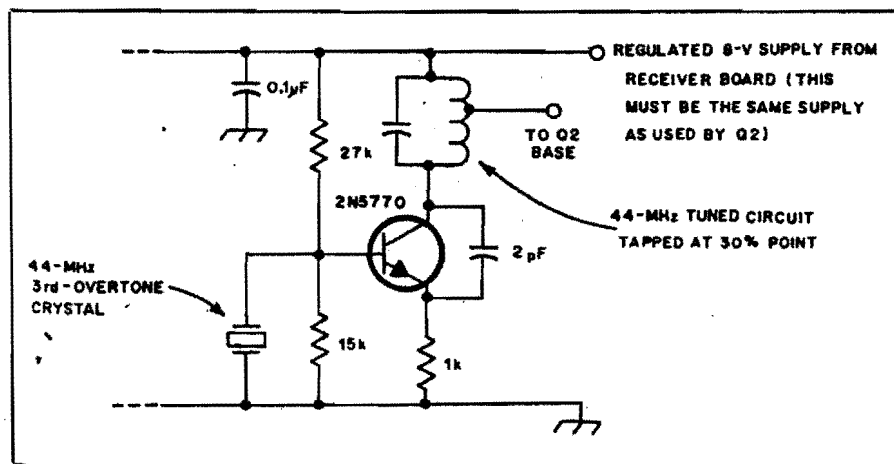 REGULATED 8-V SUPPLY FROM
RECEIVER BOARD (THIS
MUST BE THE SAME SUPPLY
AS USED BY Q2)
0.1µF
TO Q2
BASE
27k
2N5770
44-MHz TUNED CIRCUIT
TAPPED AT 30% POINT
2pF
44-MHz
3rd-OVERTONE
CRYSTAL
15k
1k